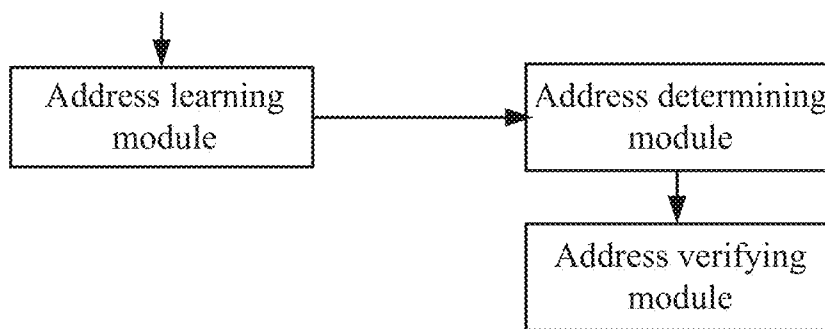 Address learning
module
Address determining
module
Address verifying
module